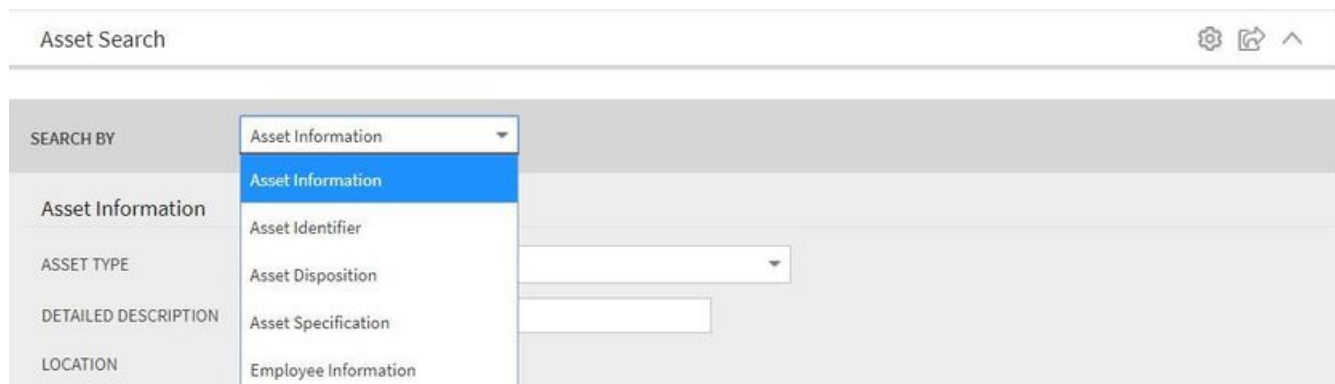 Asset Search
SEARCH BY
Asset Information
Asset Information
Asset Information
Asset Identifier
ASSET TYPE
Asset Disposition
DETAILED DESCRIPTION
Asset Specification
LOCATION
Employee Information